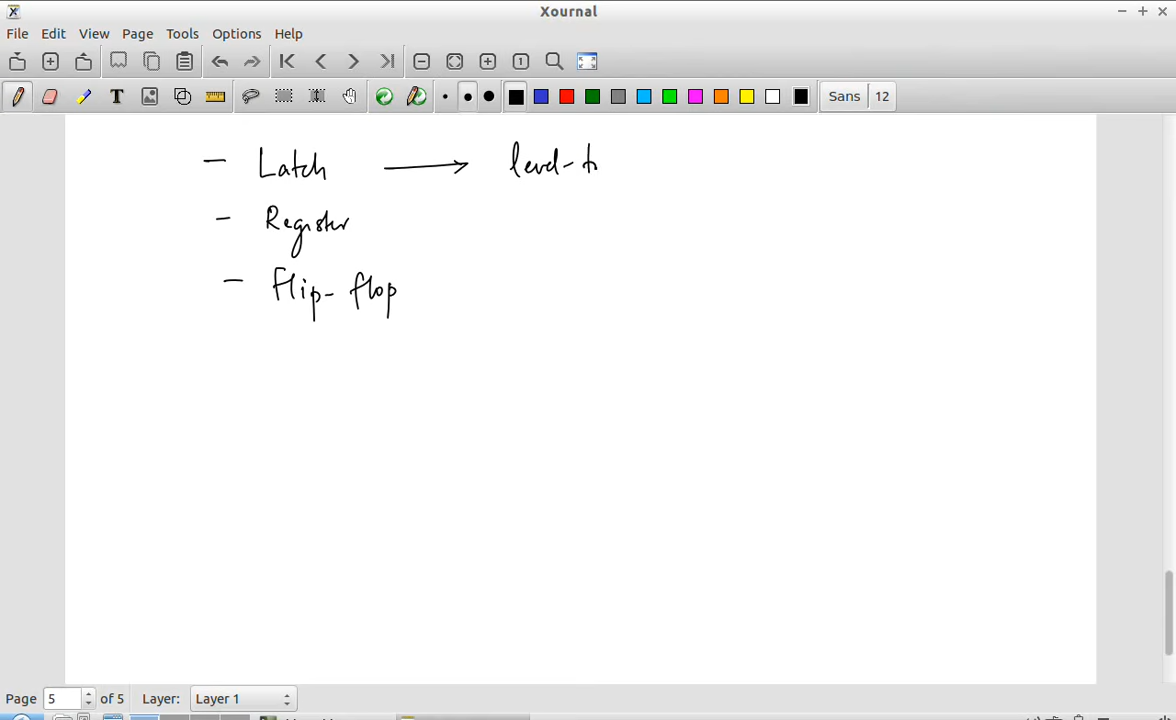 Xournal
File Edit View Page Tools Options Help
Sans 12
– Latch → level-tr
– Register
– Flip-flop
Page 5 of 5 Layer: Layer 1